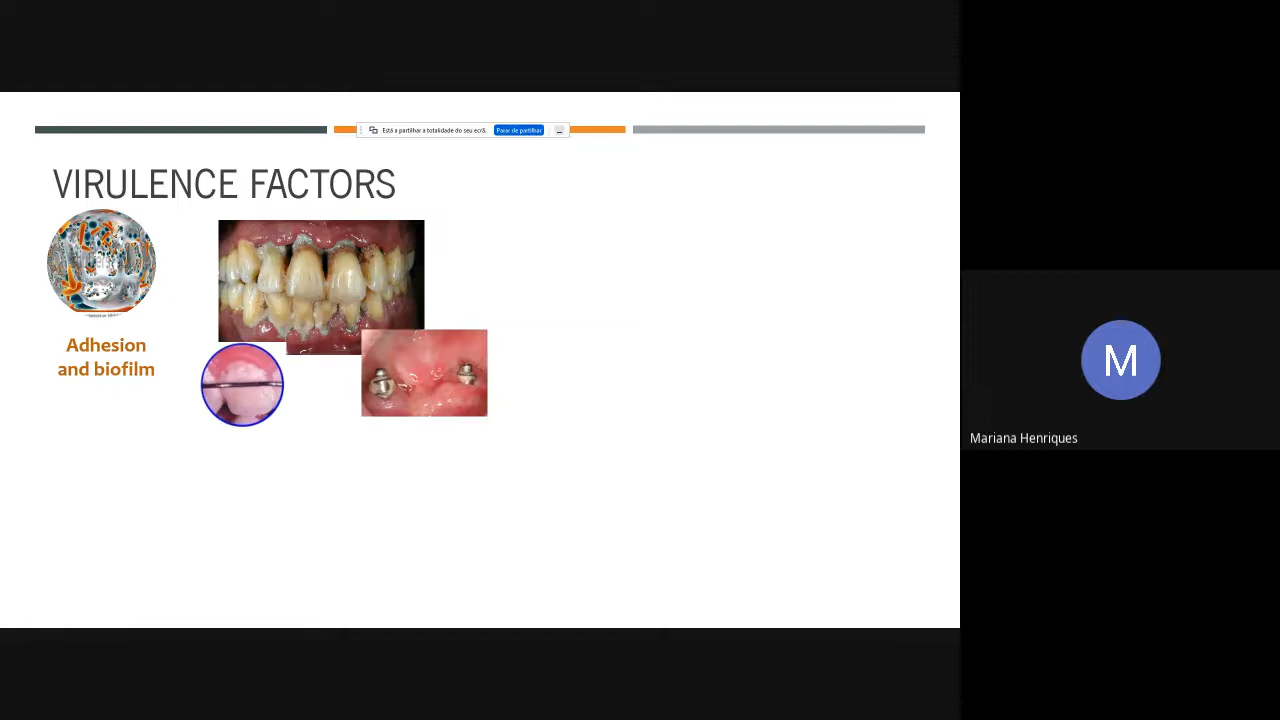 Está a partilhar a totalidade do seu ecrã.
Parar de partilhar
VIRULENCE FACTORS
Adhesion
and biofilm
M
Mariana Henriques